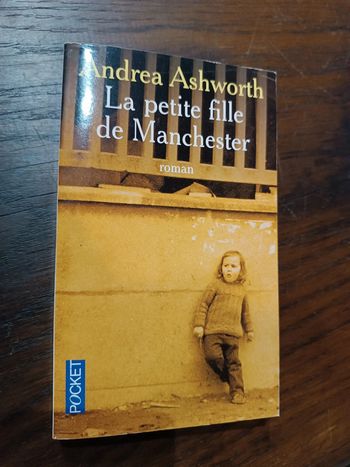 Andrea Ashworth
La petite fille
de Manchester
roman
POCKET